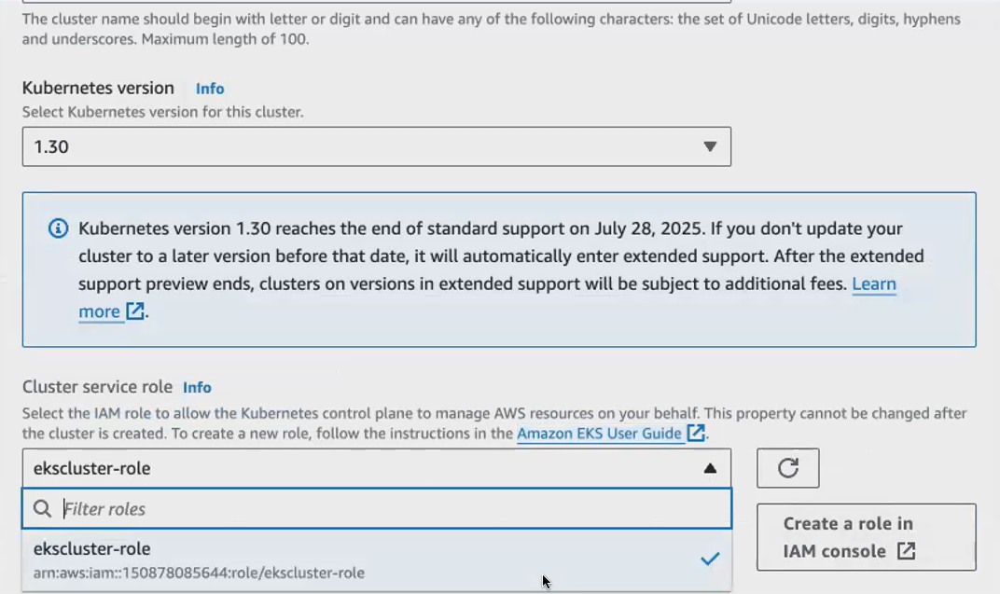 The cluster name should begin with letter or digit and can have any of the following characters: the set of Unicode letters, digits, hyphens
and underscores. Maximum length of 100.
Kubernetes version Info
Select Kubernetes version for this cluster.
1.30
Kubernetes version 1.30 reaches the end of standard support on July 28, 2025. If you don't update your
cluster to a later version before that date, it will automatically enter extended support. After the extended
support preview ends, clusters on versions in extended support will be subject to additional fees. Learn
more.
Cluster service role Info
Select the IAM role to allow the Kubernetes control plane to manage AWS resources on your behalf. This property cannot be changed after
the cluster is created. To create a new role, follow the instructions in the Amazon EKS User Guide.
ekscluster-role
Filter roles
ekscluster-role
arn:aws:iam::150878085644:role/ekscluster-role
Create a role in
IAM console